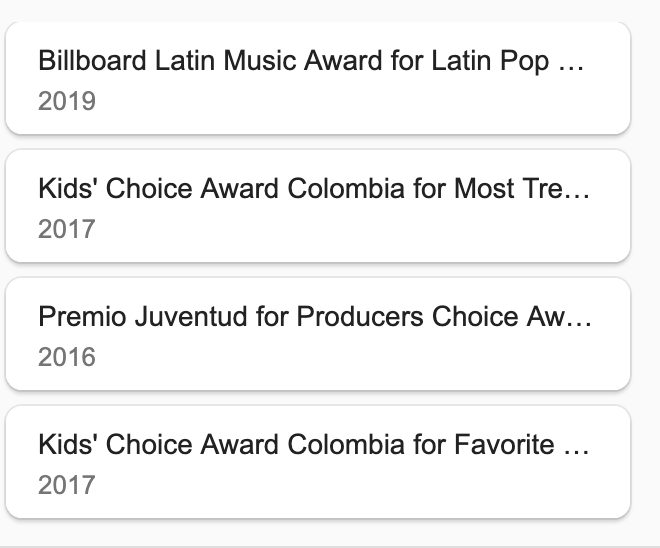 Billboard Latin Music Award for Latin Pop …
2019
Kids' Choice Award Colombia for Most Tre…
2017
Premio Juventud for Producers Choice Aw…
2016
Kids' Choice Award Colombia for Favorite …
2017